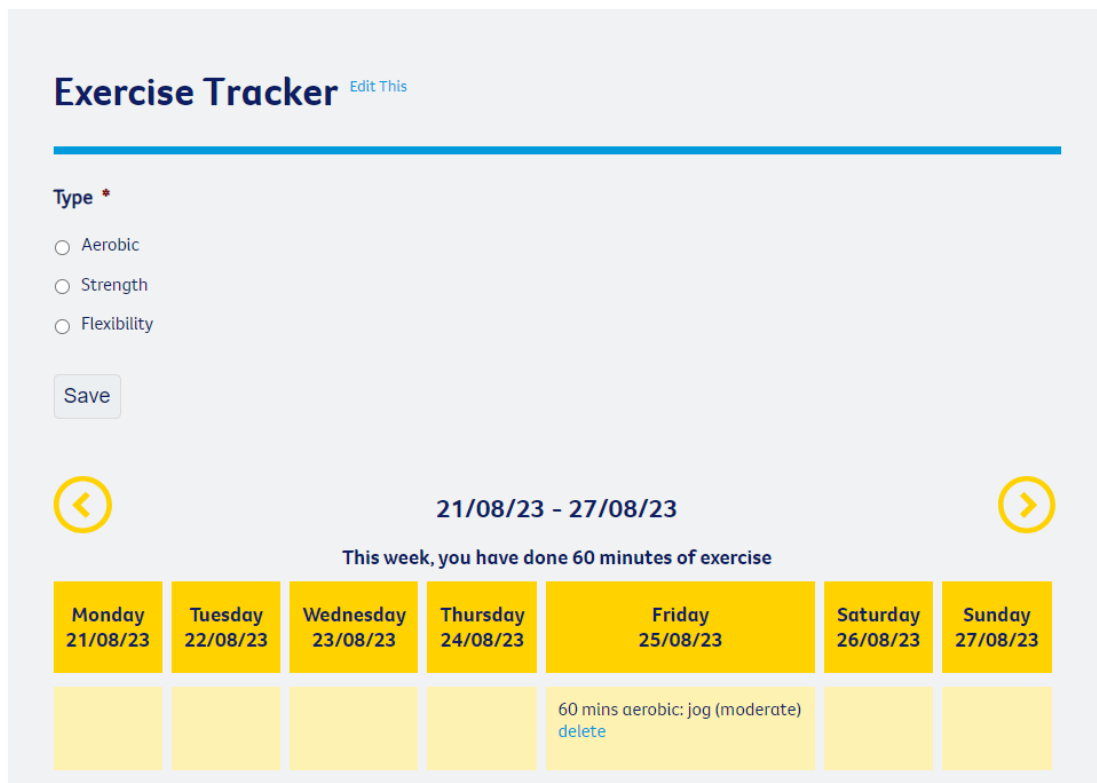 Exercise Tracker Edit This
Type *
Aerobic
Strength
Flexibility
Save
21/08/23 - 27/08/23
This week, you have done 60 minutes of exercise
Monday Tuesday Wednesday Thursday Friday Saturday Sunday
21/08/23 22/08/23 23/08/23 24/08/23 25/08/23 26/08/23 27/08/23
60 mins aerobic: jog (moderate)
delete